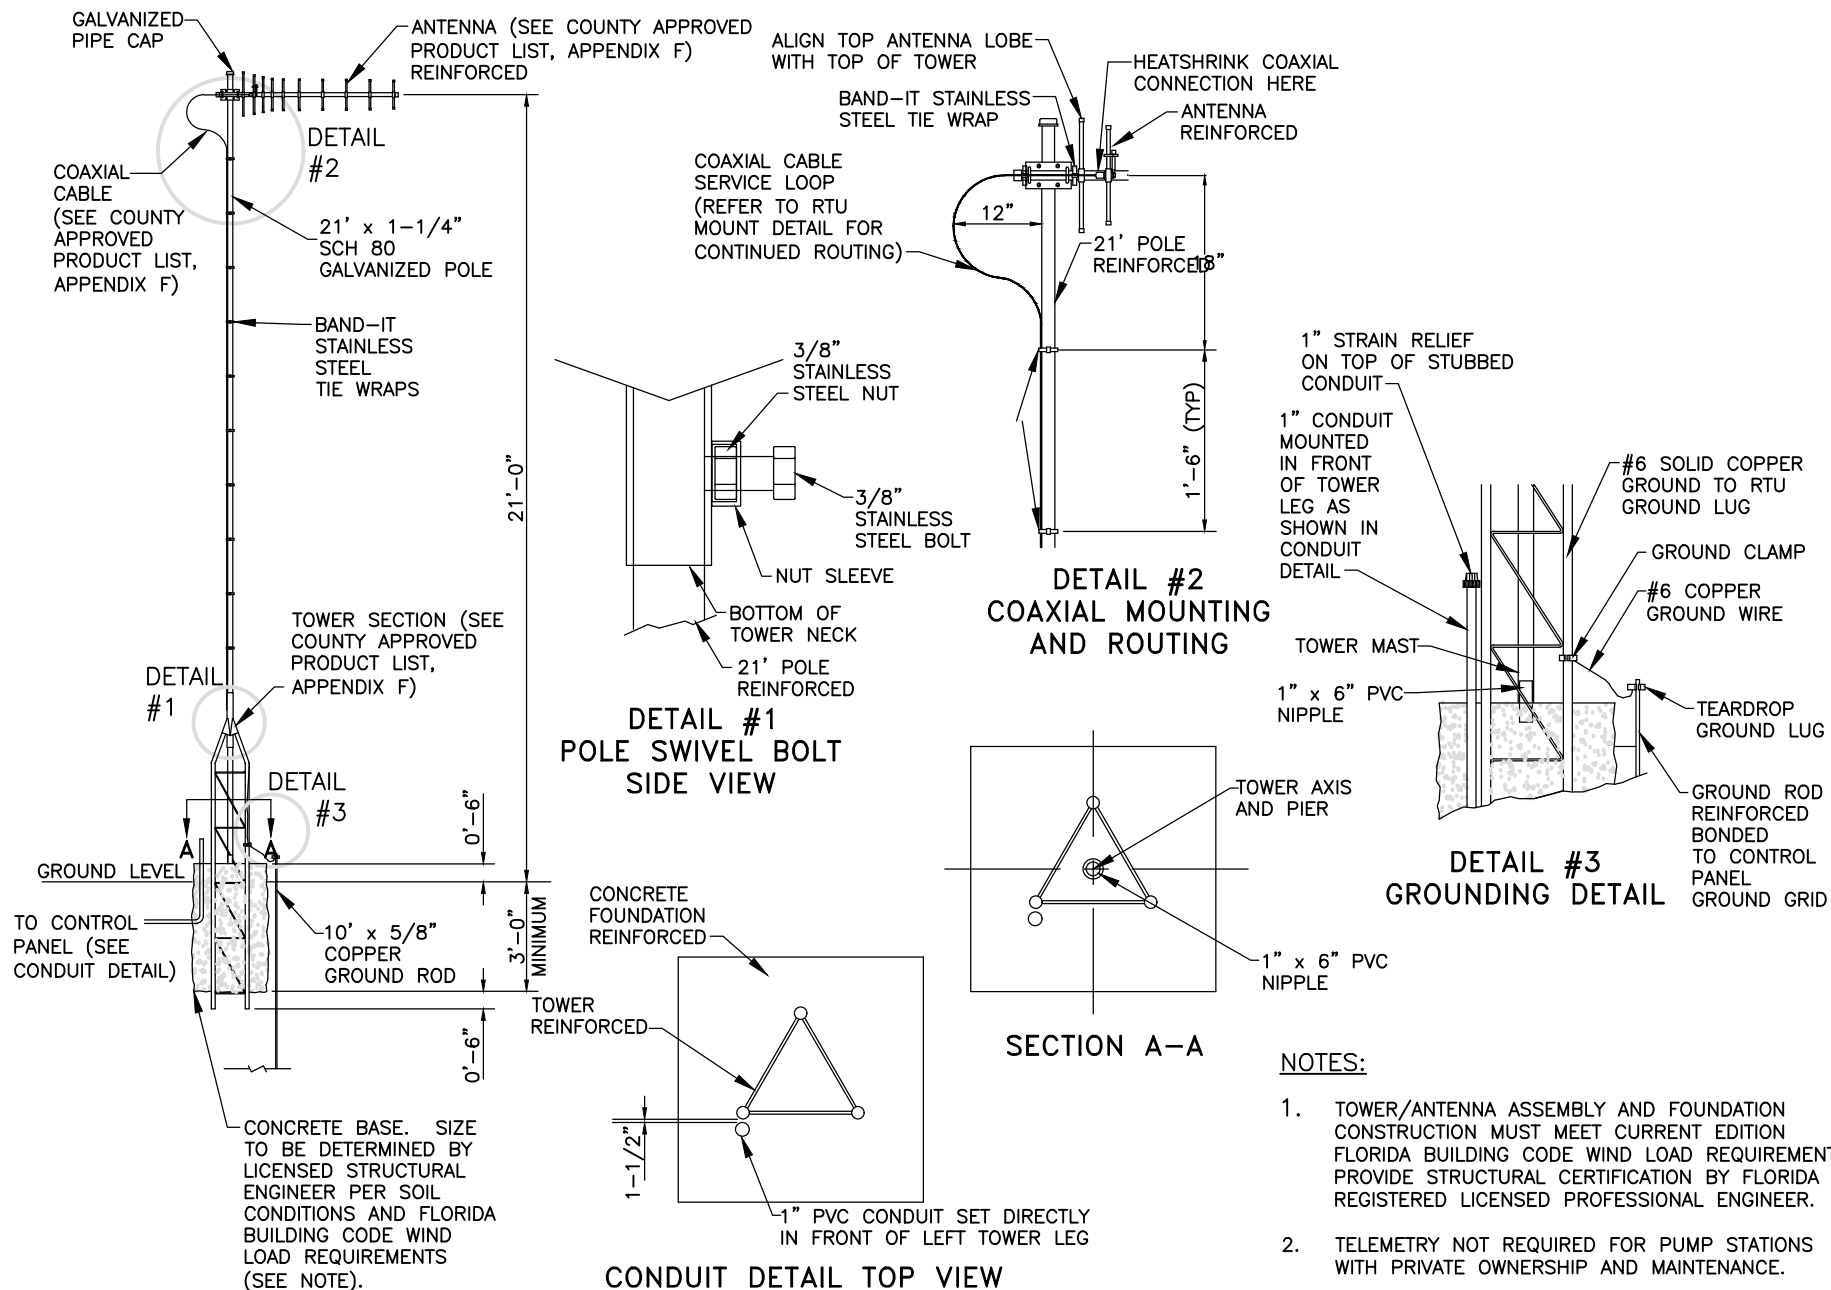 GALVANIZED
PIPE CAP
ANTENNA (SEE COUNTY APPROVED
PRODUCT LIST, APPENDIX F)
REINFORCED
DETAIL
#2
COAXIAL
CABLE
(SEE COUNTY
APPROVED
PRODUCT LIST,
APPENDIX F)
21' x 1-1/4"
SCH 80
GALVANIZED POLE
BAND-IT
STAINLESS
STEEL
TIE WRAPS
21'-0"
TOWER SECTION (SEE
COUNTY APPROVED
PRODUCT LIST,
APPENDIX F)
DETAIL
#1
DETAIL
#3
A
A
0'-6"
GROUND LEVEL
TO CONTROL
PANEL (SEE
CONDUIT DETAIL)
10' x 5/8"
COPPER
GROUND ROD
3'-0"
MINIMUM
0'-6"
CONCRETE BASE. SIZE
TO BE DETERMINED BY
LICENSED STRUCTURAL
ENGINEER PER SOIL
CONDITIONS AND FLORIDA
BUILDING CODE WIND
LOAD REQUIREMENTS
(SEE NOTE).
3/8"
STAINLESS
STEEL NUT
3/8"
STAINLESS
STEEL BOLT
NUT SLEEVE
BOTTOM OF
TOWER NECK
21' POLE
REINFORCED
DETAIL #1
POLE SWIVEL BOLT
SIDE VIEW
ALIGN TOP ANTENNA LOBE
WITH TOP OF TOWER
HEATSHRINK COAXIAL
CONNECTION HERE
BAND-IT STAINLESS
STEEL TIE WRAP
ANTENNA
REINFORCED
COAXIAL CABLE
SERVICE LOOP
(REFER TO RTU
MOUNT DETAIL FOR
CONTINUED ROUTING)
12"
21' POLE
REINFORCED
18"
1'-6" (TYP)
DETAIL #2
COAXIAL MOUNTING
AND ROUTING
1" STRAIN RELIEF
ON TOP OF STUBBED
CONDUIT
1" CONDUIT
MOUNTED
IN FRONT
OF TOWER
LEG AS
SHOWN IN
CONDUIT
DETAIL
#6 SOLID COPPER
GROUND TO RTU
GROUND LUG
GROUND CLAMP
#6 COPPER
GROUND WIRE
TOWER MAST
1" x 6" PVC
NIPPLE
TEARDROP
GROUND LUG
GROUND ROD
REINFORCED
BONDED
TO CONTROL
PANEL
GROUND GRID
DETAIL #3
GROUNDING DETAIL
TOWER AXIS
AND PIER
1" x 6" PVC
NIPPLE
SECTION A-A
CONCRETE
FOUNDATION
REINFORCED
TOWER
REINFORCED
1-1/2"
1" PVC CONDUIT SET DIRECTLY
IN FRONT OF LEFT TOWER LEG
CONDUIT DETAIL TOP VIEW
NOTES:
1. TOWER/ANTENNA ASSEMBLY AND FOUNDATION
CONSTRUCTION MUST MEET CURRENT EDITION
FLORIDA BUILDING CODE WIND LOAD REQUIREMENT
PROVIDE STRUCTURAL CERTIFICATION BY FLORIDA
REGISTERED LICENSED PROFESSIONAL ENGINEER.
2. TELEMETRY NOT REQUIRED FOR PUMP STATIONS
WITH PRIVATE OWNERSHIP AND MAINTENANCE.